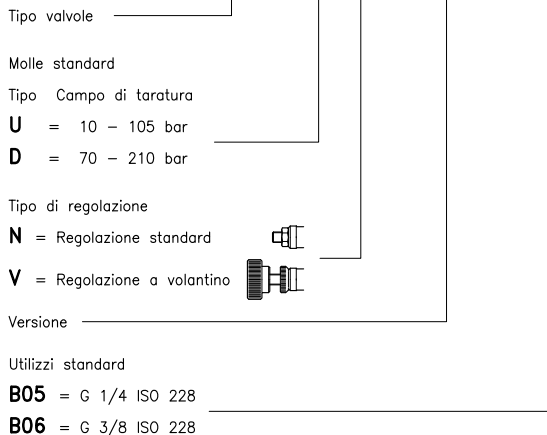 Tipo valvole
Molle standard
Tipo Campo di taratura
U = 10 – 105 bar
D = 70 – 210 bar
Tipo di regolazione
N = Regolazione standard
V = Regolazione a volantino
Versione
Utilizzi standard
B05 = G 1/4 ISO 228
B06 = G 3/8 ISO 228